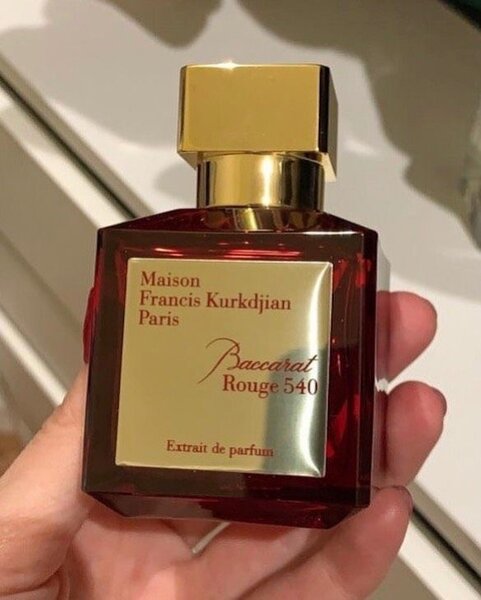 Maison
Francis Kurkdjian
Paris
Baccarat
Rouge 540
Extrait de parfum